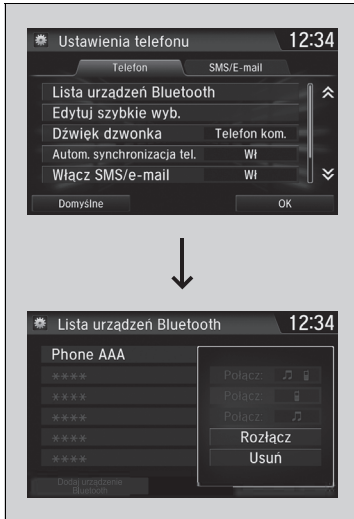 Ustawienia telefonu 12:34
Telefon SMS/E-mail
Lista urządzeń Bluetooth
Edytuj szybkie wyb.
Dźwięk dzwonka Telefon kom.
Autom. synchronizacja tel. Wł
Włącz SMS/e-mail Wł
Domyślne OK
Lista urządzeń Bluetooth 12:34
Phone AAA
**** Połącz:
**** Połącz:
**** Połącz:
**** Rozłącz
**** Usuń
Dodaj urządzenie
Bluetooth